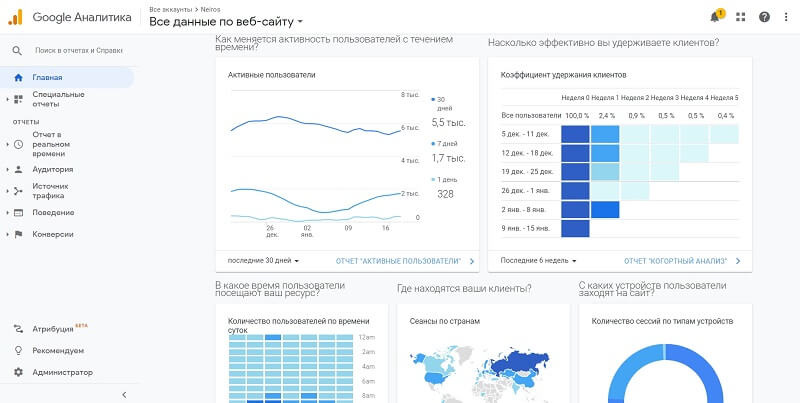 Google Аналитика
Все аккаунты > Neiros
Все данные по веб-сайту
1
Поиск в отчетах и Справке
Главная
Специальные
отчеты
ОТЧЕТЫ
Отчет в
реальном
времени
Аудитория
Источник
трафика
Поведение
Конверсии
Атрибуция БЕТА
Рекомендуем
Администратор
Как меняется активность пользователей с течением
времени?
Активные пользователи
8 тыс.
6 тыс.
4 тыс.
2 тыс.
0
26
дек.
02
янв.
09
16
30
дней
5,5 тыс.
7 дней
1,7 тыс.
1 день
328
последние 30 дней
ОТЧЕТ "АКТИВНЫЕ ПОЛЬЗОВАТЕЛИ"
Насколько эффективно вы удерживаете клиентов?
Коэффициент удержания клиентов
Неделя 0 Неделя 1 Неделя 2 Неделя 3 Неделя 4 Неделя 5
Все пользователи 100,0 % 2,4 % 0,9 % 0,5 % 0,5 % 0,4 %
5 дек. - 11 дек.
12 дек. - 18 дек.
19 дек. - 25 дек.
26 дек. - 1 янв.
2 янв. - 8 янв.
9 янв. - 15 янв.
Последние 6 недель
ОТЧЕТ "КОГОРТНЫЙ АНАЛИЗ"
В какое время пользователи
посещают ваш ресурс?
Количество пользователей по времени
суток
12am
2am
4am
6am
8am
Где находятся ваши клиенты?
Сеансы по странам
С каких устройств пользователи
заходят на сайт?
Количество сессий по типам устройств